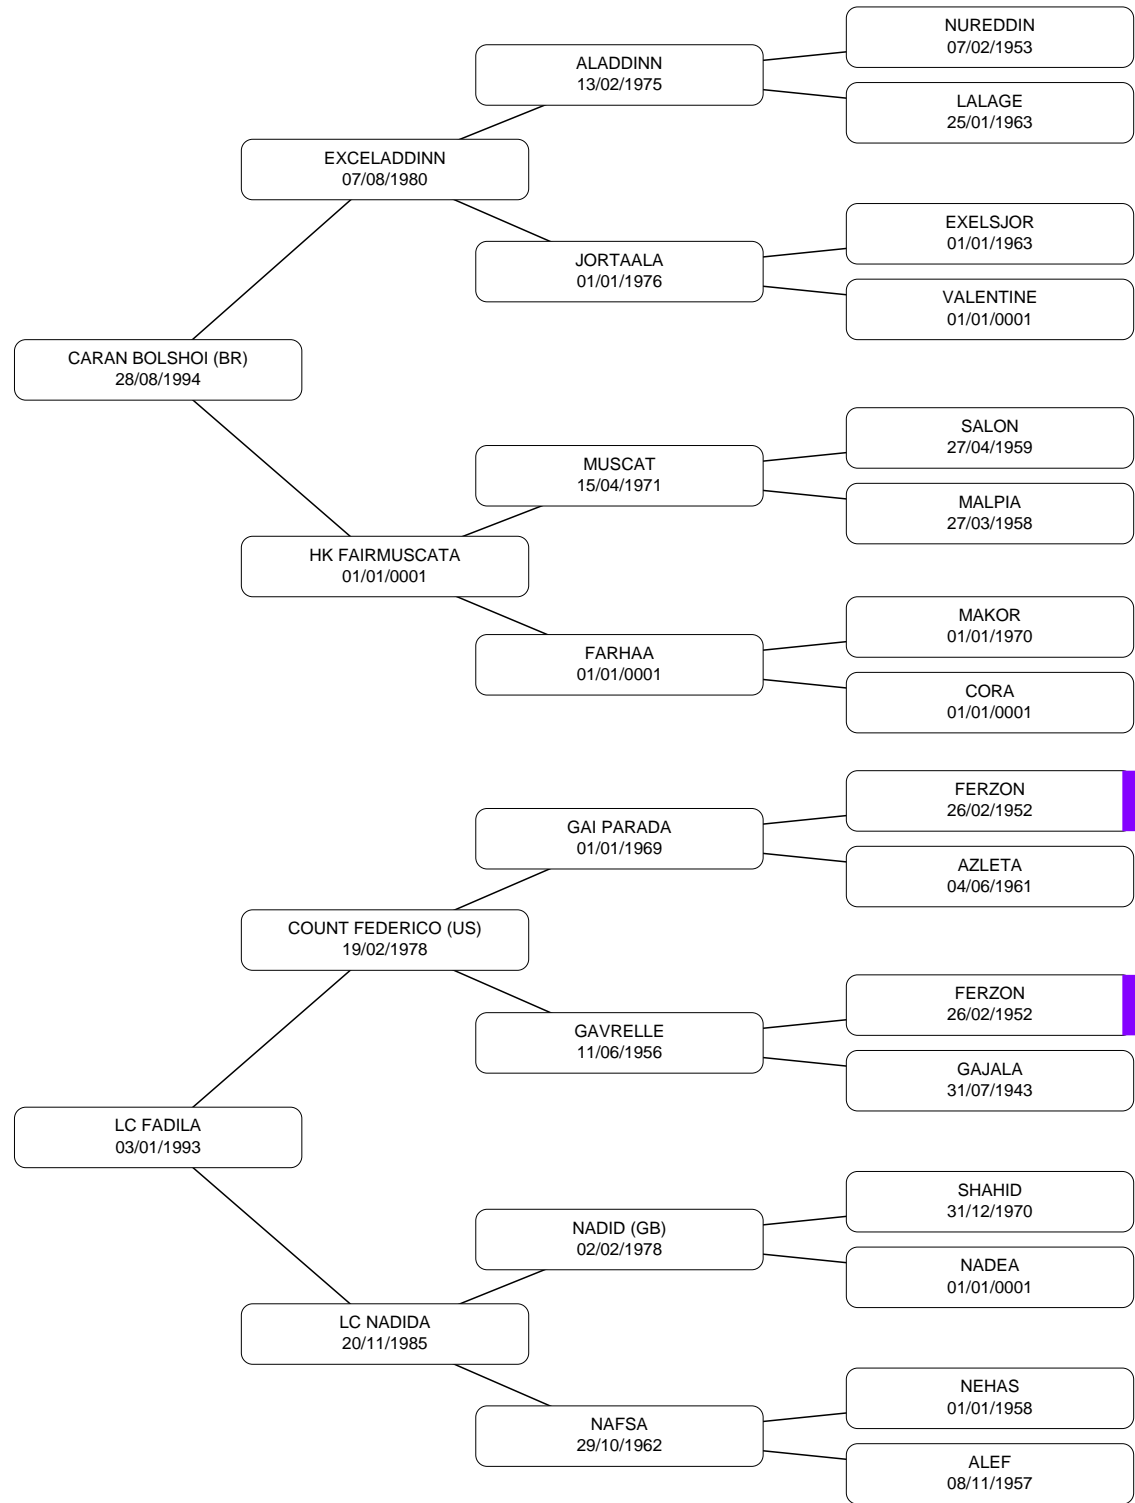 NUREDDIN
07/02/1953
ALADDINN
13/02/1975
LALAGE
25/01/1963
EXCELADDINN
07/08/1980
EXELSJOR
01/01/1963
JORTAALA
01/01/1976
VALENTINE
01/01/0001
CARAN BOLSHOI (BR)
28/08/1994
SALON
27/04/1959
MUSCAT
15/04/1971
MALPIA
27/03/1958
HK FAIRMUSCATA
01/01/0001
MAKOR
01/01/1970
FARHAA
01/01/0001
CORA
01/01/0001
FERZON
26/02/1952
GAI PARADA
01/01/1969
AZLETA
04/06/1961
COUNT FEDERICO (US)
19/02/1978
FERZON
26/02/1952
GAVRELLE
11/06/1956
GAJALA
31/07/1943
LC FADILA
03/01/1993
SHAHID
31/12/1970
NADID (GB)
02/02/1978
NADEA
01/01/0001
LC NADIDA
20/11/1985
NEHAS
01/01/1958
NAFSA
29/10/1962
ALEF
08/11/1957